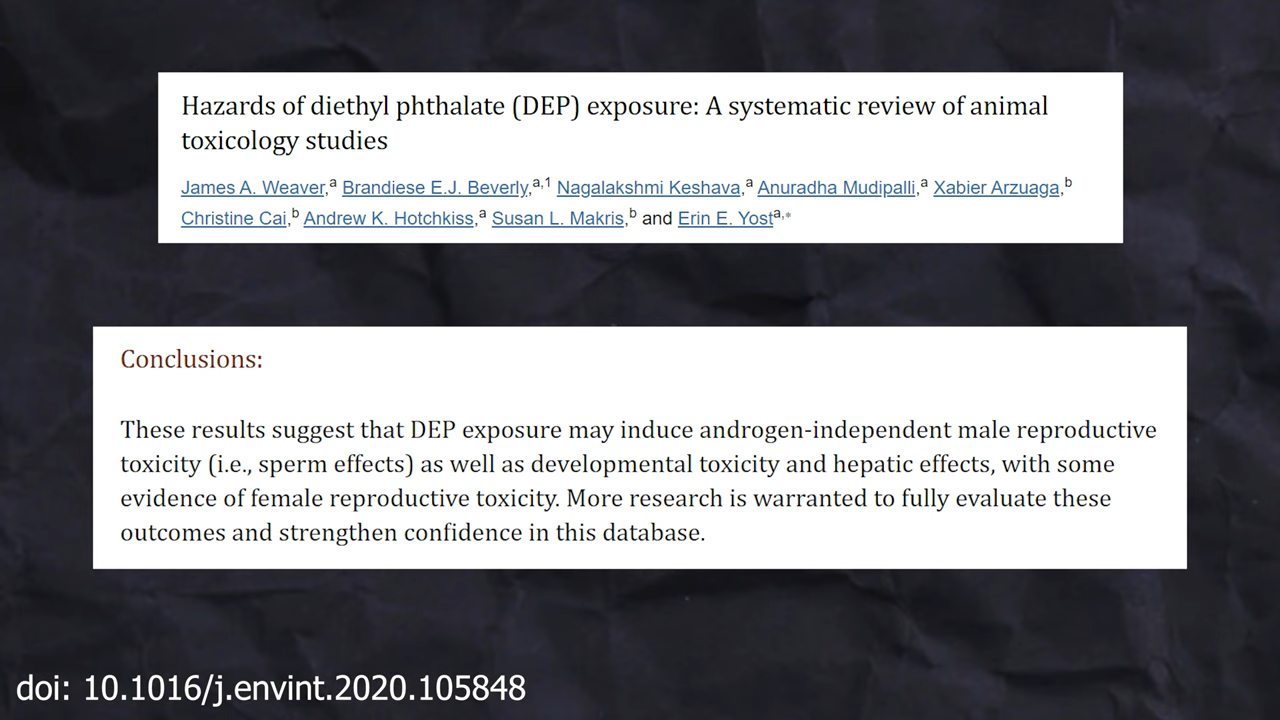 Hazards of diethyl phthalate (DEP) exposure: A systematic review of animal
toxicology studies
James A. Weaver,a Brandiese E.J. Beverly,a,1 Nagalakshmi Keshava,a Anuradha Mudipalli,a Xabier Arzuaga,b
Christine Cai,b Andrew K. Hotchkiss,a Susan L. Makris,b and Erin E. Yosta,*
Conclusions:
These results suggest that DEP exposure may induce androgen-independent male reproductive
toxicity (i.e., sperm effects) as well as developmental toxicity and hepatic effects, with some
evidence of female reproductive toxicity. More research is warranted to fully evaluate these
outcomes and strengthen confidence in this database.
doi: 10.1016/j.envint.2020.105848